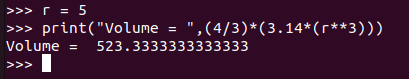 >>> r = 5
>>> print("Volume = ",(4/3)*(3.14*(r**3)))
Volume =  523.3333333333333
>>>